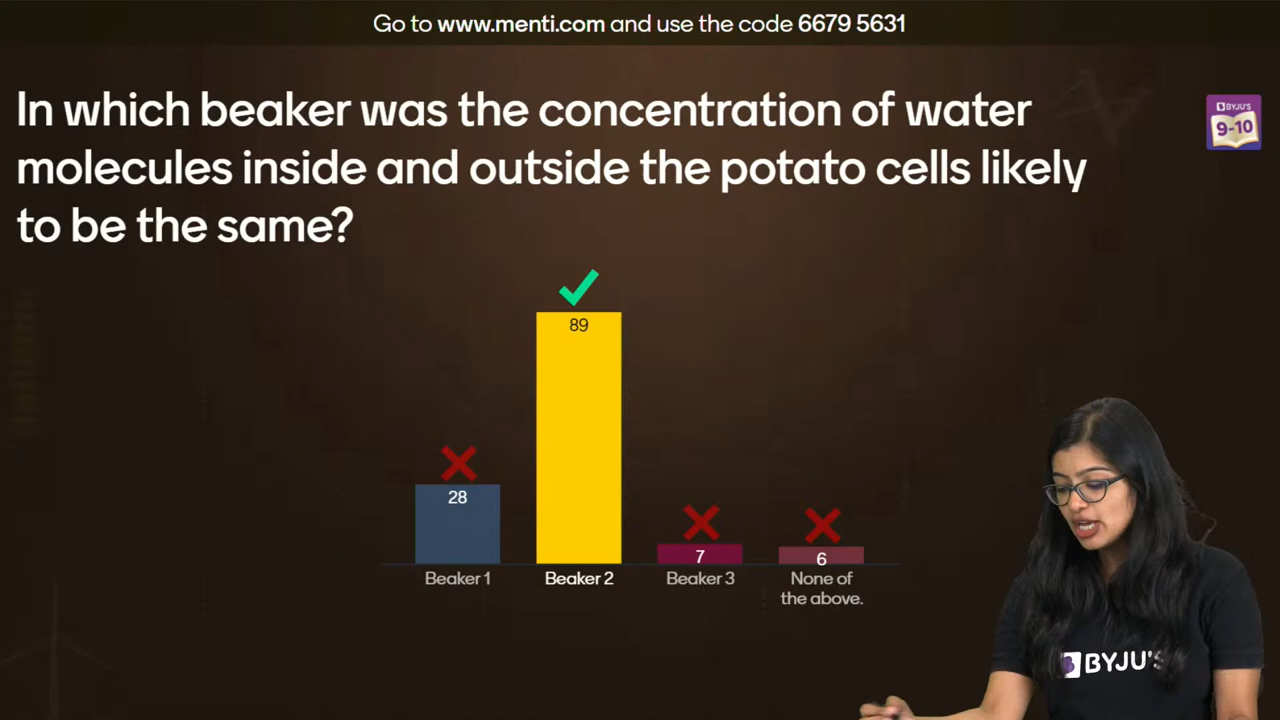 Go to www.menti.com and use the code 6679 5631
In which beaker was the concentration of water
molecules inside and outside the potato cells likely
to be the same?
BYJU'S
9-10
89
28
7
6
Beaker 1
Beaker 2
Beaker 3
None of
the above.
BYJU'S